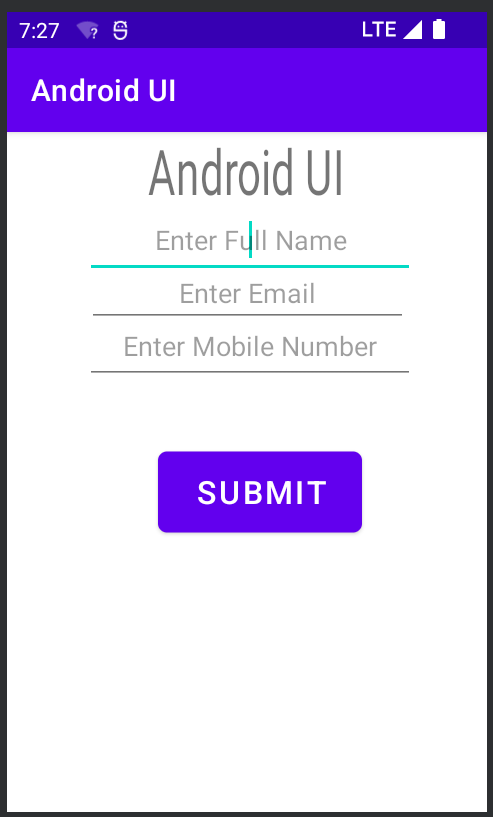 7:27 ? LTE
Android UI
Android UI
Enter Full Name
Enter Email
Enter Mobile Number
SUBMIT